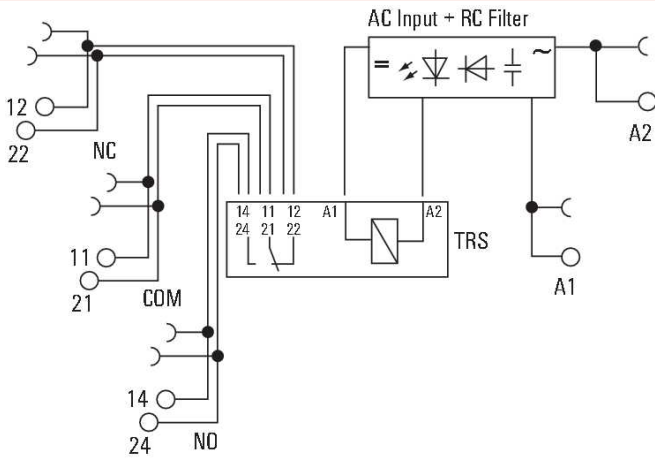 AC Input + RC Filter
= ~
12
22
NC
A2
14 11 12 A1 A2
24 21 22
TRS
11
21
COM
A1
14
24
NO